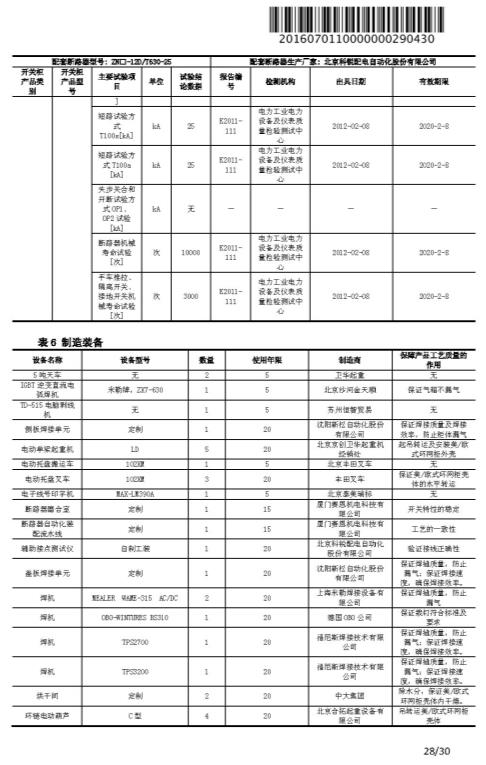 2016070110000000290430
配套断路器型号：ZN□-12D/T630-25 配套断路器生产厂家：北京科锐配电自动化股份有限公司
开关柜产品类别 开关柜产品型号 主要试验项目 单位 试验结论数据 报告编号 检测机构 出具日期 有效期限
]
短路试验方式T100s[kA] kA 25 E2011-111 电力工业电力设备及仪表质量检验测试中心 2012-02-08 2020-2-8
短路试验方式T100a[kA] kA 25 E2011-111 电力工业电力设备及仪表质量检验测试中心 2012-02-08 2020-2-8
失步关合和开断试验方式OP1、OP2试验[kA] kA 无 — — — —
断路器机械寿命试验[次] 次 10000 E2011-111 电力工业电力设备及仪表质量检验测试中心 2012-02-08 2020-2-8
手车推拉、隔离开关、接地开关机械寿命试验[次] 次 3000 E2011-111 电力工业电力设备及仪表质量检验测试中心 2012-02-08 2020-2-8
表 6 制造装备
设备名称 设备型号 数量 使用年限 制造商 保障产品工艺质量的作用
5吨天车 无 2 5 卫华起重 无
IGBT逆变直流电弧焊机 米勒牌，ZX7-630 1 5 北京沙河金天顺 保证气箱不漏气
TD-515电脑剥线机 无 1 5 苏州恒智贸易 无
侧板焊接单元 定制 1 20 沈阳新松自动化股份有限公司 保证焊接质量及焊接效率，防止柜体漏气
电动单梁起重机 LD 5 20 北京京创卫华起重机经销处 起吊转运及安装美/欧式环网柜外壳
电动托盘搬运车 102XM 1 5 北京丰田叉车 无
电动托盘叉车 102XM 3 20 丰田叉车 保证美/欧式环网柜壳体的水平转运
电子线号印字机 MAX-LM390A 1 5 北京泰美瑞标 无
断路器磨合室 定制 1 15 厦门赛恩机电科技有限公司 开关特性的稳定
断路器自动化装配流水线 定制 1 15 厦门赛恩机电科技有限公司 工艺的一致性
辅助接点测试仪 自制工装 1 20 北京科锐配电自动化股份有限公司 验证接线正确性
盖板焊接单元 定制 1 20 沈阳新松自动化股份有限公司 保证焊缝质量，防止漏气；保证焊接速度，确保焊接效率。
焊机 MEALER WAME-315 AC/DC 2 20 上海米勒焊接设备有限公司 保证焊缝质量，防止漏气
焊机 OBO-WINTURES BS310 1 20 德国OBO公司 保证螺钉符合标准及要求
焊机 TPS2700 1 20 福尼斯焊接技术有限公司 保证焊缝质量，防止漏气；保证焊接速度，确保焊接效率。
焊机 TPS3200 1 20 福尼斯焊接技术有限公司 保证焊缝质量，防止漏气；保证焊接速度，确保焊接效率。
烘干间 定制 2 20 中大集团 除水分，保证美/欧式环网柜壳体内干燥。
环链电动葫芦 C型 4 20 北京合拓起重设备有限公司 吊转运美/欧式环网柜壳体
28/30